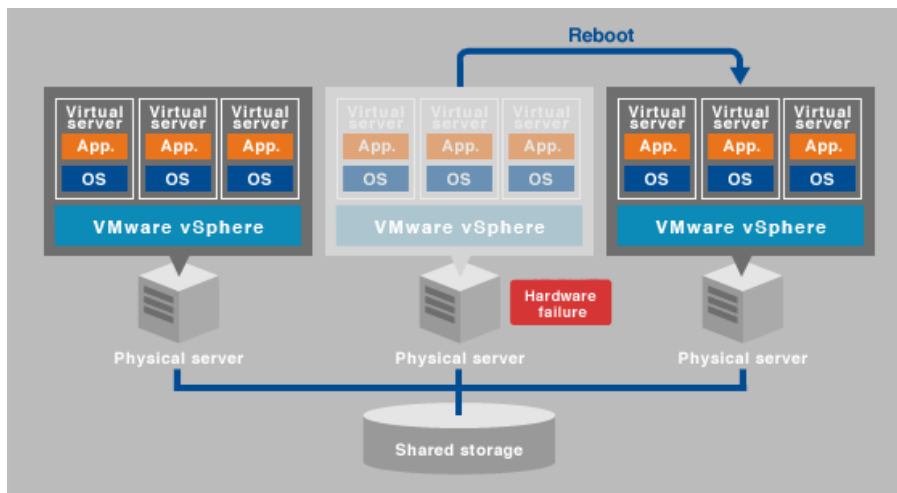 Reboot
Virtual server
Virtual server
Virtual server
App.
App.
App.
OS
OS
OS
VMware vSphere
Virtual server
Virtual server
Virtual server
App.
App.
App.
OS
OS
OS
VMware vSphere
Virtual server
Virtual server
Virtual server
App.
App.
App.
OS
OS
OS
VMware vSphere
Hardware
failure
Physical server
Physical server
Physical server
Shared storage